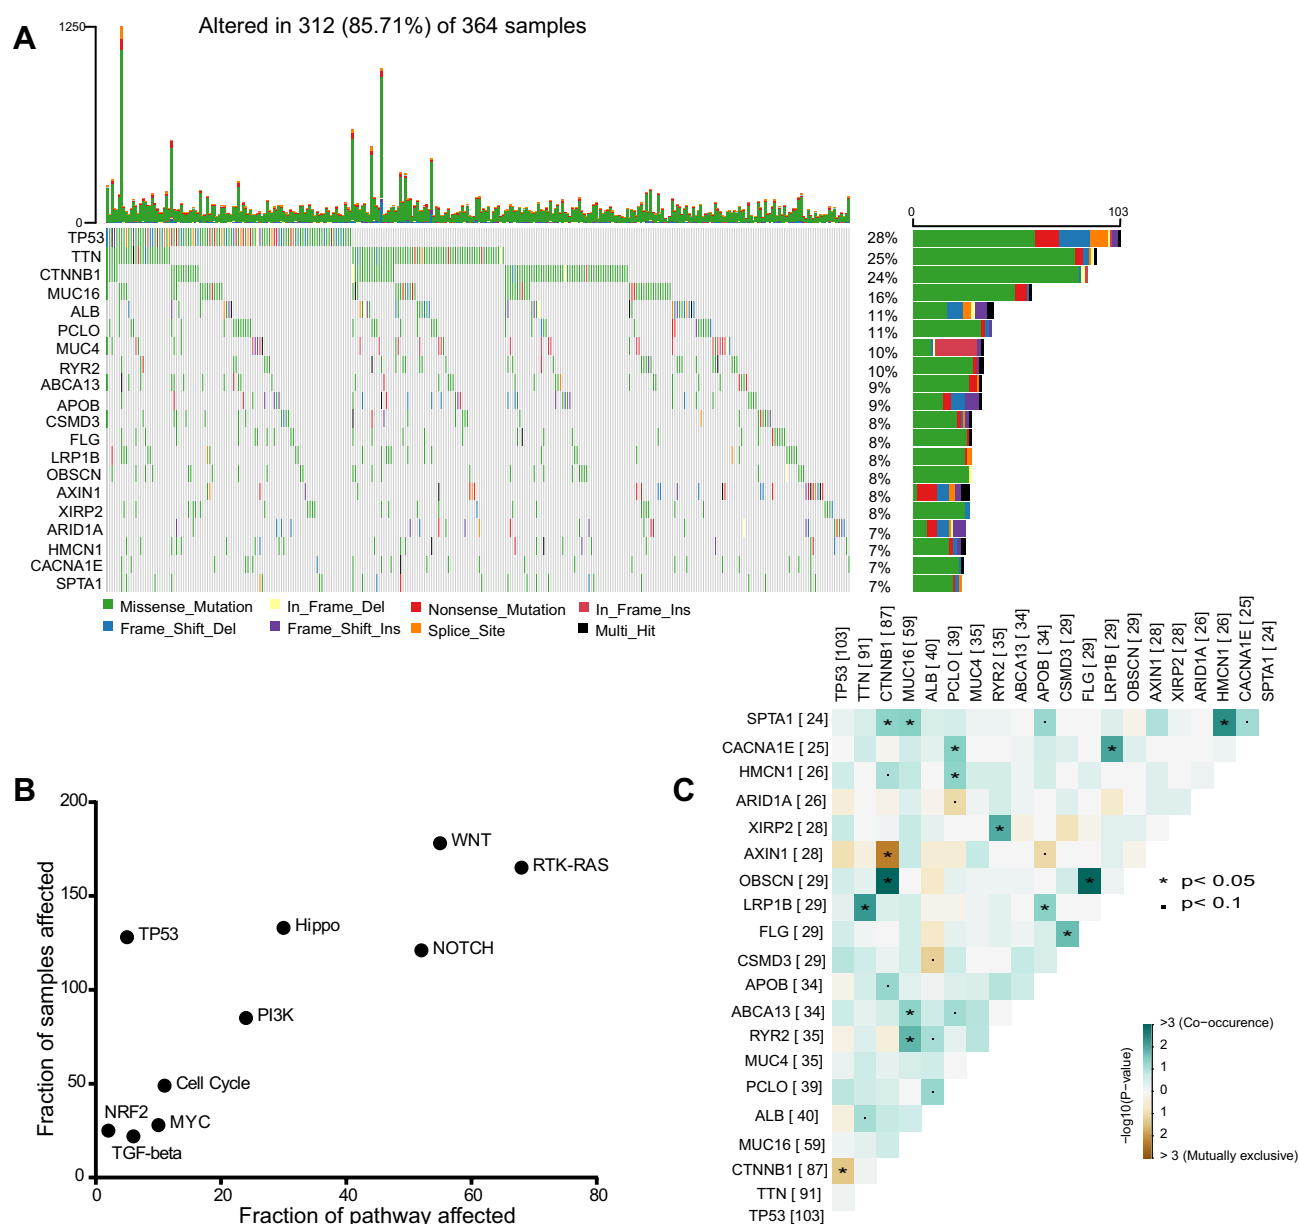 A
Altered in 312 (85.71%) of 364 samples
1250
0
0
103
TP53
28%
TTN
25%
CTNNB1
24%
MUC16
16%
ALB
11%
PCLO
11%
MUC4
10%
RYR2
10%
ABCA13
9%
APOB
9%
CSMD3
8%
FLG
8%
LRP1B
8%
OBSCN
8%
AXIN1
8%
XIRP2
8%
ARID1A
7%
HMCN1
7%
CACNA1E
7%
SPTA1
7%
Missense_Mutation
In_Frame_Del
Nonsense_Mutation
In_Frame_Ins
Frame_Shift_Del
Frame_Shift_Ins
Splice_Site
Multi_Hit
B
Fraction of samples affected
200
150
100
50
0
0
20
40
60
80
Fraction of pathway affected
WNT
RTK-RAS
TP53
Hippo
NOTCH
PI3K
Cell Cycle
NRF2
MYC
TGF-beta
C
TP53 [103]
TTN [ 91]
CTNNB1 [ 87]
MUC16 [ 59]
ALB [ 40]
PCLO [ 39]
MUC4 [ 35]
RYR2 [ 35]
ABCA13 [ 34]
APOB [ 34]
CSMD3 [ 29]
FLG [ 29]
LRP1B [ 29]
OBSCN [ 29]
AXIN1 [ 28]
XIRP2 [ 28]
ARID1A [ 26]
HMCN1 [ 26]
CACNA1E [ 25]
SPTA1 [ 24]
SPTA1 [ 24]
CACNA1E [ 25]
HMCN1 [ 26]
ARID1A [ 26]
XIRP2 [ 28]
AXIN1 [ 28]
OBSCN [ 29]
LRP1B [ 29]
FLG [ 29]
CSMD3 [ 29]
APOB [ 34]
ABCA13 [ 34]
RYR2 [ 35]
MUC4 [ 35]
PCLO [ 39]
ALB [ 40]
MUC16 [ 59]
CTNNB1 [ 87]
TTN [ 91]
TP53 [103]
* p< 0.05
. p< 0.1
−log10(P−value)
>3 (Co−occurence)
2
1
0
1
2
> 3 (Mutually exclusive)